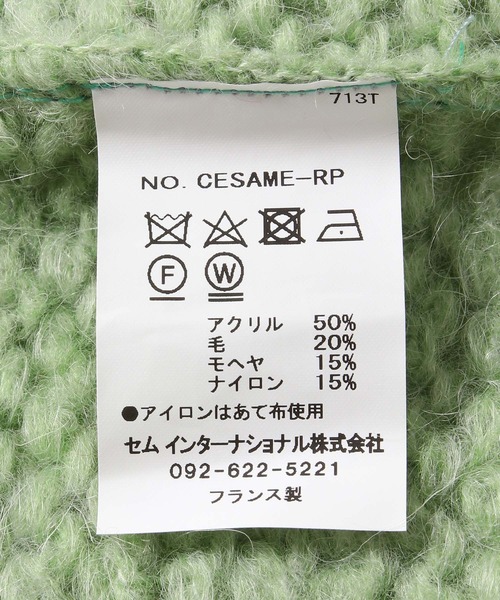 713T
NO. CESAME-RP
F W
アクリル 50%
毛 20%
モヘヤ 15%
ナイロン 15%
●アイロンはあて布使用
セム インターナショナル株式会社
092-622-5221
フランス製